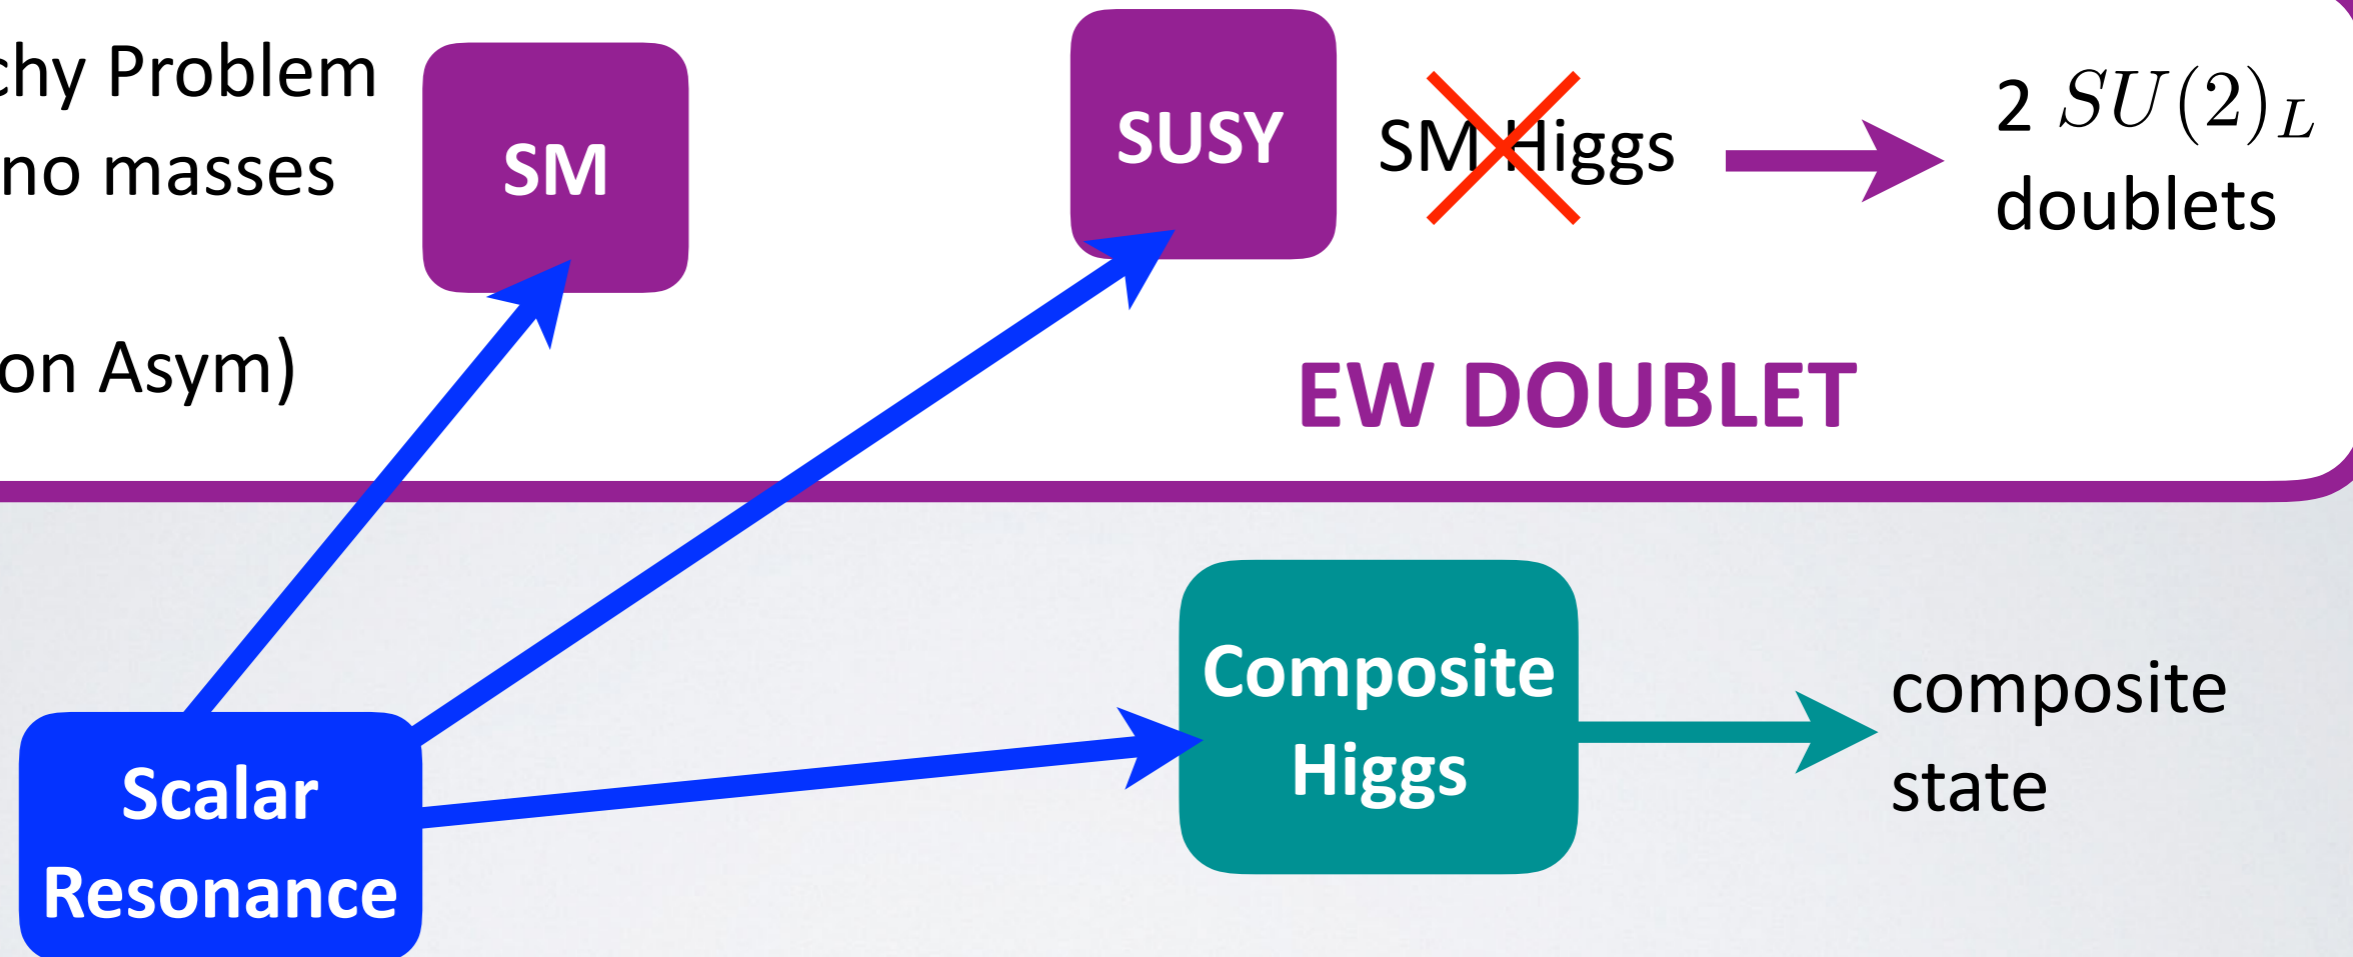 chy Problem
no masses
on Asym)
SM
SUSY
SM Higgs
2 SU(2)_L
doublets
EW DOUBLET
Scalar
Resonance
Composite
Higgs
composite
state